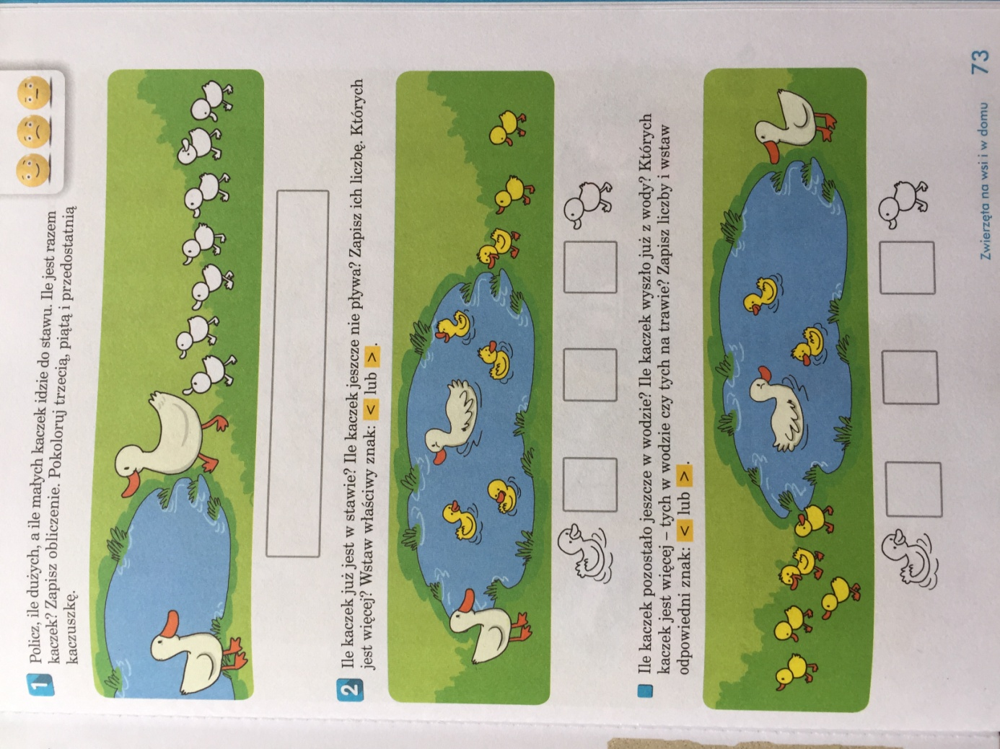 1 Policz, ile dużych, a ile małych kaczek idzie do stawu. Ile jest razem
kaczek? Zapisz obliczenie. Pokoloruj trzecią, piątą i przedostatnią
kaczuszkę.
2 Ile kaczek już jest w stawie? Ile kaczek jeszcze nie pływa? Zapisz ich liczbę. Których
jest więcej? Wstaw właściwy znak: < lub >.
Ile kaczek pozostało jeszcze w wodzie? Ile kaczek wyszło już z wody? Których
kaczek jest więcej – tych w wodzie czy tych na trawie? Zapisz liczby i wstaw
odpowiedni znak: < lub >.
Zwierzęta na wsi i w domu 73